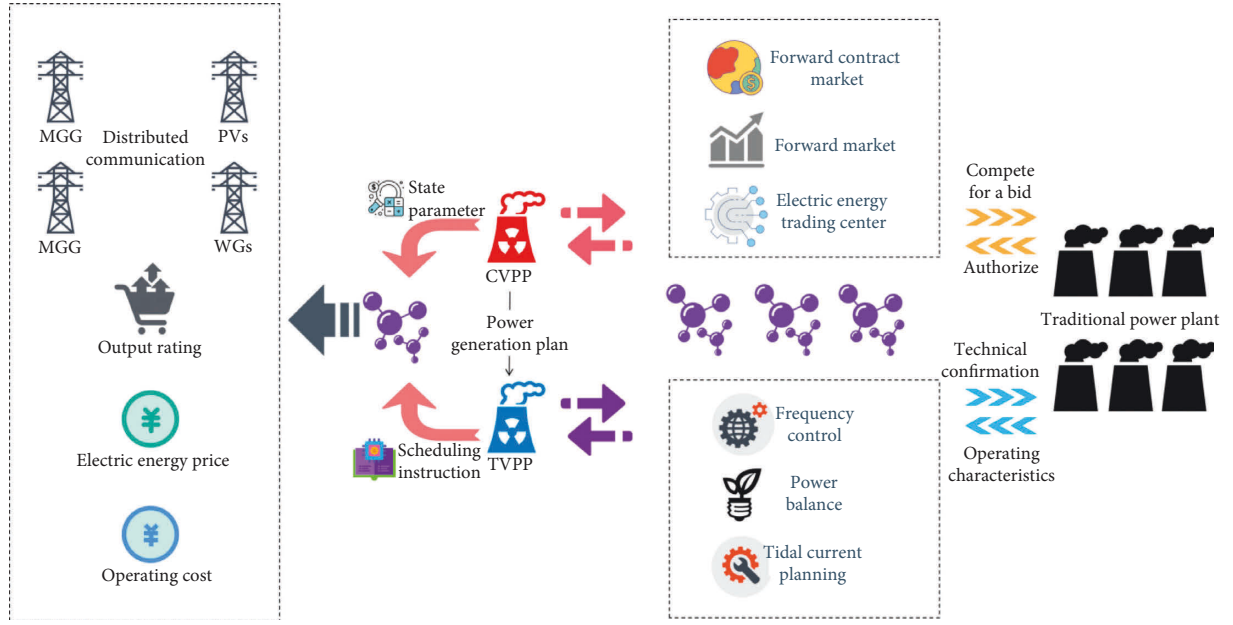 MGG
Distributed
communication
PVs
MGG
WGs
Output rating
Electric energy price
Operating cost
State
parameter
CVPP
Power
generation plan
Scheduling
instruction
TVPP
Forward contract
market
Forward market
Electric energy
trading center
Frequency
control
Power
balance
Tidal current
planning
Compete
for a bid
Authorize
Traditional power plant
Technical
confirmation
Operating
characteristics